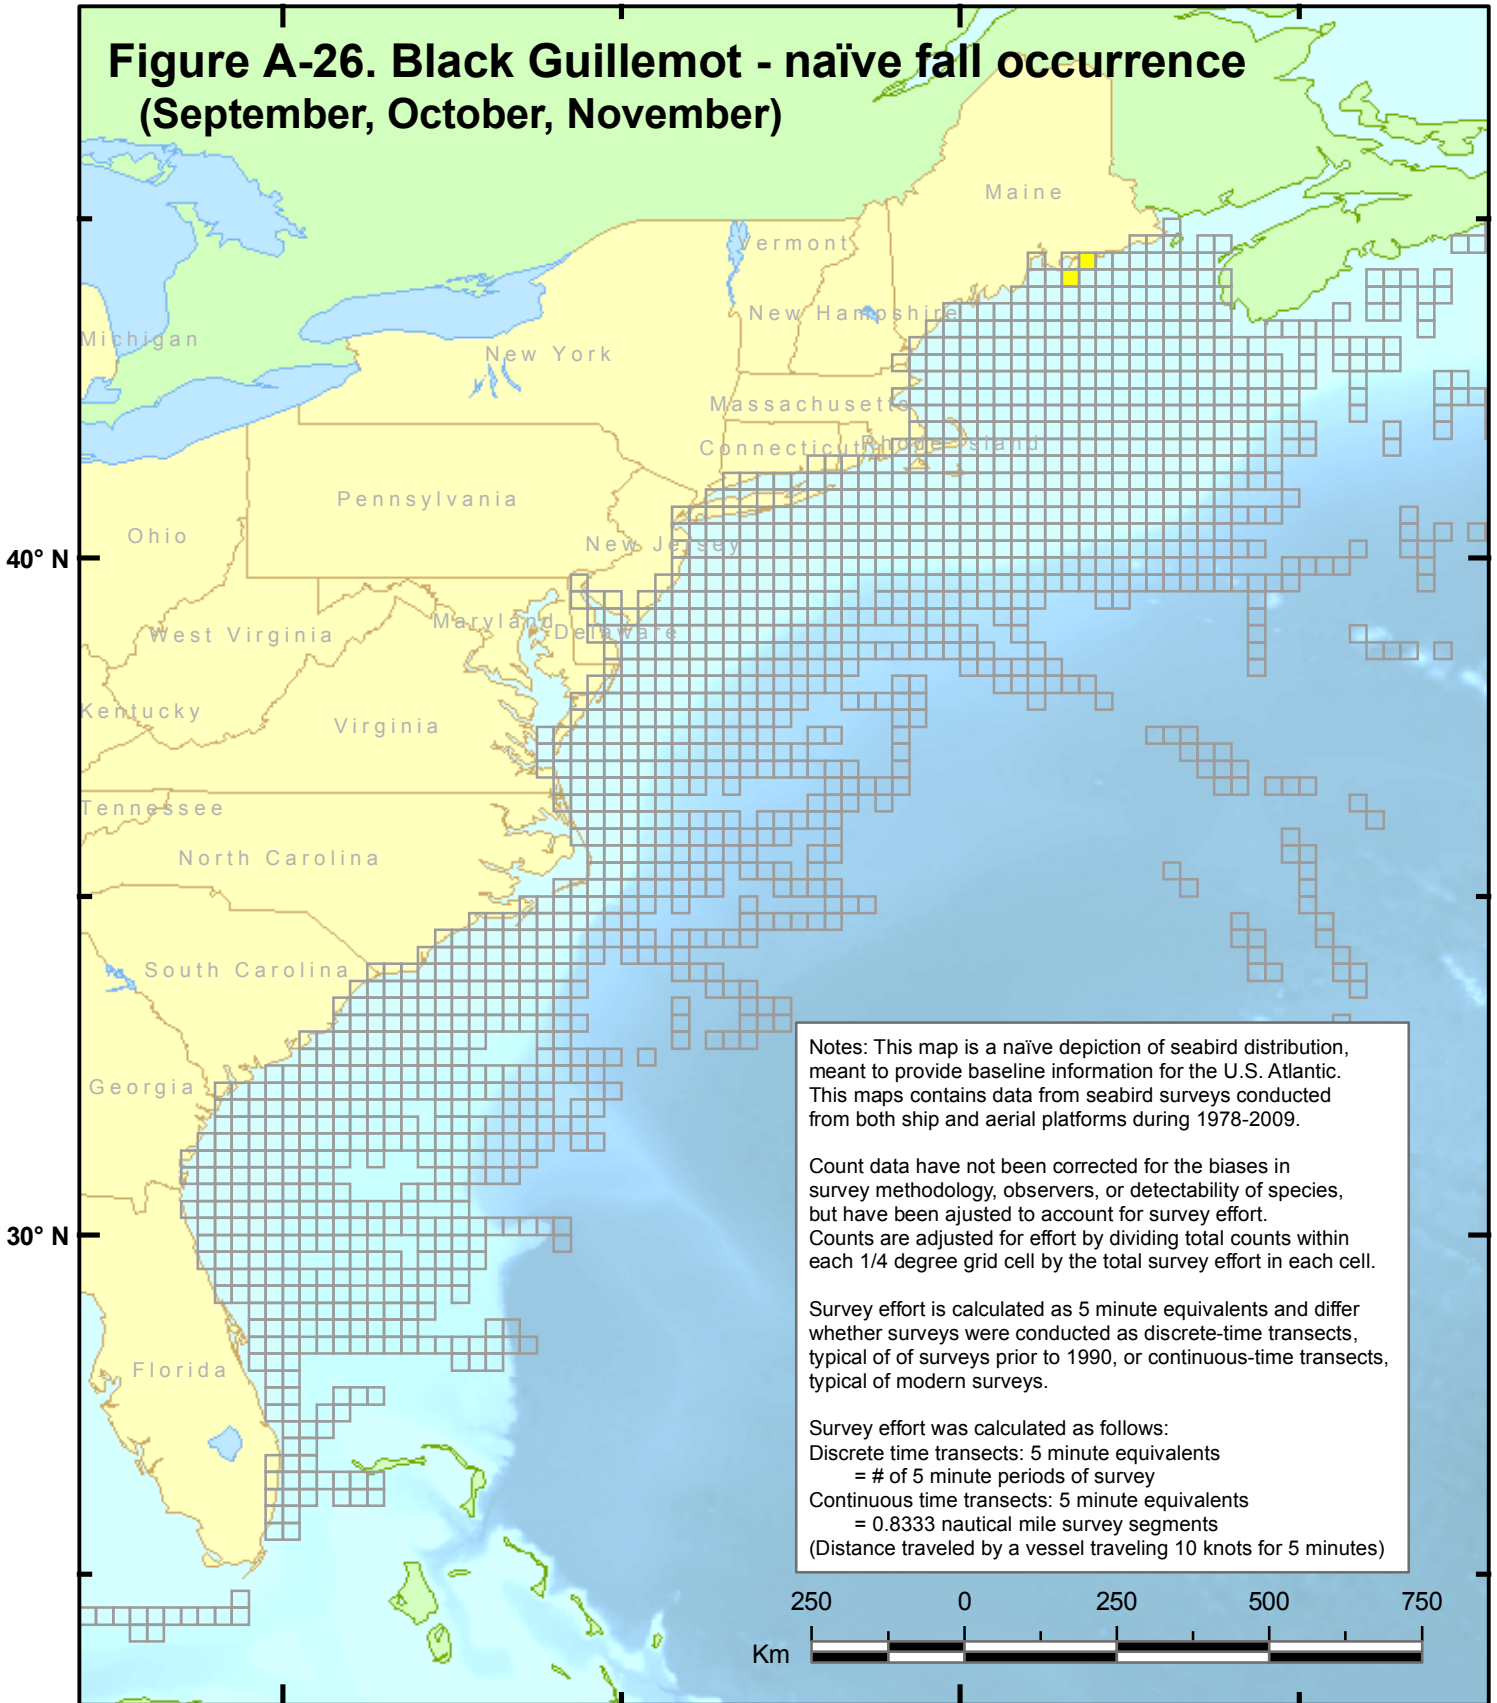 Figure A-26. Black Guillemot - naïve fall occurrence
(September, October, November)
Maine
Vermont
New Hampshire
Michigan
New York
Massachusetts
Connecticut
Rhode Island
Pennsylvania
Ohio
New Jersey
40° N
West Virginia
Maryland
Delaware
Kentucky
Virginia
Tennessee
North Carolina
South Carolina
Georgia
30° N
Florida
Notes: This map is a naïve depiction of seabird distribution,
meant to provide baseline information for the U.S. Atlantic.
This maps contains data from seabird surveys conducted
from both ship and aerial platforms during 1978-2009.
Count data have not been corrected for the biases in
survey methodology, observers, or detectability of species,
but have been ajusted to account for survey effort.
Counts are adjusted for effort by dividing total counts within
each 1/4 degree grid cell by the total survey effort in each cell.
Survey effort is calculated as 5 minute equivalents and differ
whether surveys were conducted as discrete-time transects,
typical of of surveys prior to 1990, or continuous-time transects,
typical of modern surveys.
Survey effort was calculated as follows:
Discrete time transects: 5 minute equivalents
= # of 5 minute periods of survey
Continuous time transects: 5 minute equivalents
= 0.8333 nautical mile survey segments
(Distance traveled by a vessel traveling 10 knots for 5 minutes)
250 0 250 500 750
Km